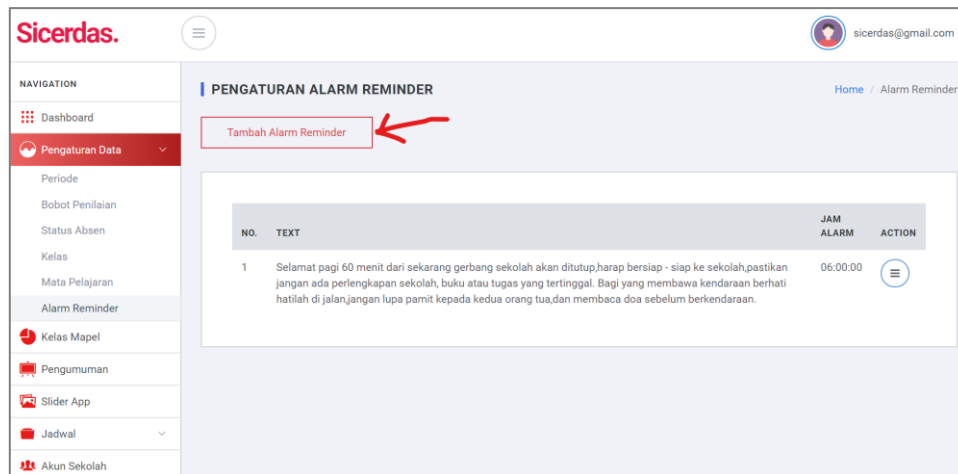 Sicerdas.
sicerdas@gmail.com
NAVIGATION
Dashboard
Pengaturan Data
Periode
Bobot Penilaian
Status Absen
Kelas
Mata Pelajaran
Alarm Reminder
Kelas Mapel
Pengumuman
Slider App
Jadwal
Akun Sekolah
PENGATURAN ALARM REMINDER
Home / Alarm Reminder
Tambah Alarm Reminder
NO. TEXT JAM ALARM ACTION
1 Selamat pagi 60 menit dari sekarang gerbang sekolah akan ditutup,harap bersiap - siap ke sekolah,pastikan 06:00:00
jangan ada perlengkapan sekolah, buku atau tugas yang tertinggal. Bagi yang membawa kendaraan berhati
hatilah di jalan,jangan lupa pamit kepada kedua orang tua,dan membaca doa sebelum berkendaraan.